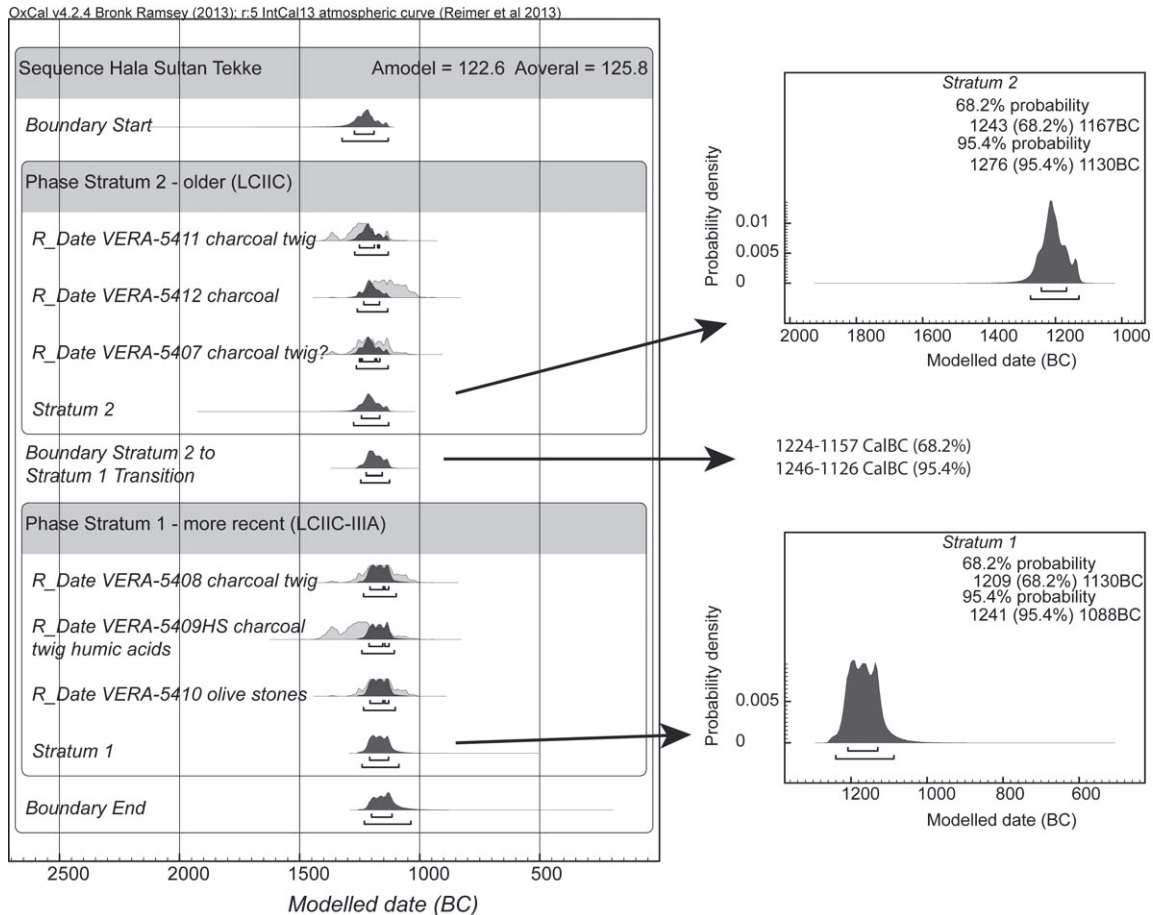 OxCal v4.2.4 Bronk Ramsey (2013); r:5 IntCal13 atmospheric curve (Reimer et al 2013)
Sequence Hala Sultan Tekke Amodel = 122.6 Aoveral = 125.8
Boundary Start
Phase Stratum 2 - older (LCIIC)
R_Date VERA-5411 charcoal twig
R_Date VERA-5412 charcoal
R_Date VERA-5407 charcoal twig?
Stratum 2
Boundary Stratum 2 to
Stratum 1 Transition
Phase Stratum 1 - more recent (LCIIC-IIIA)
R_Date VERA-5408 charcoal twig
R_Date VERA-5409HS charcoal
twig humic acids
R_Date VERA-5410 olive stones
Stratum 1
Boundary End
2500 2000 1500 1000 500
Modelled date (BC)
Stratum 2
68.2% probability
1243 (68.2%) 1167BC
95.4% probability
1276 (95.4%) 1130BC
Probability density
0.01
0.005
0
2000 1800 1600 1400 1200 1000
Modelled date (BC)
1224-1157 CalBC (68.2%)
1246-1126 CalBC (95.4%)
Stratum 1
68.2% probability
1209 (68.2%) 1130BC
95.4% probability
1241 (95.4%) 1088BC
Probability density
0.005
0
1200 1000 800 600
Modelled date (BC)